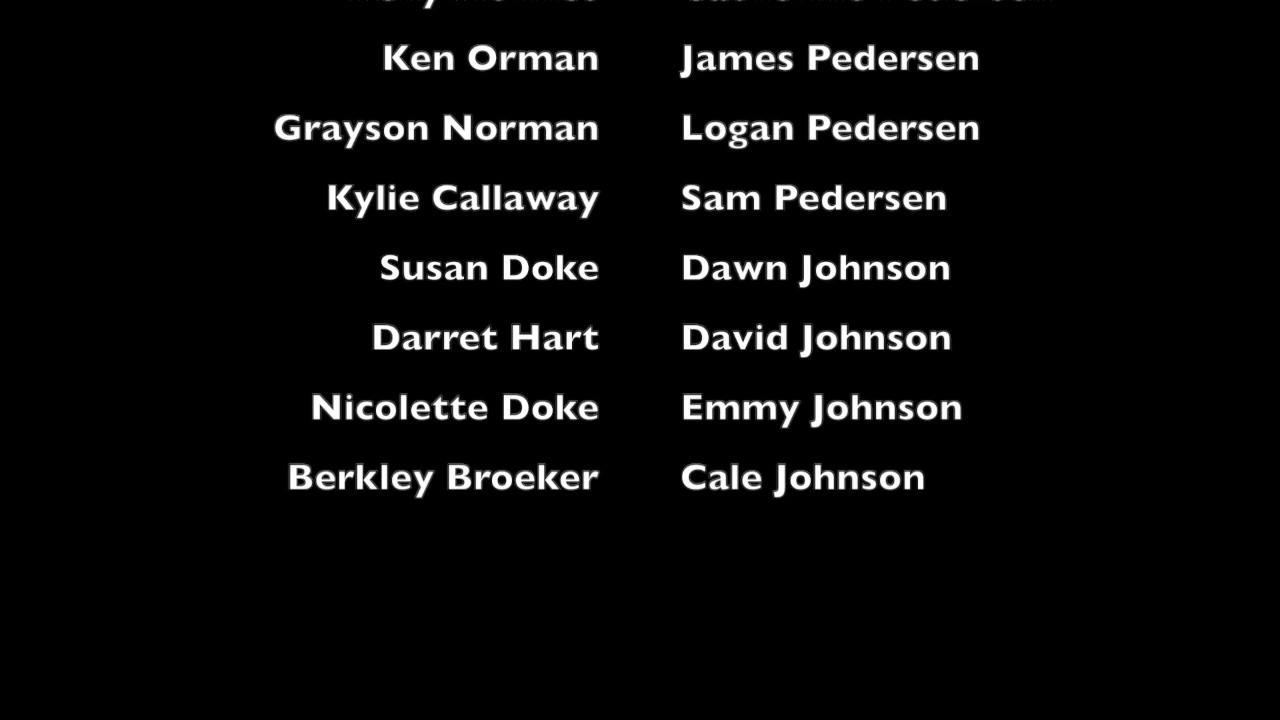 Ken Orman James Pedersen
Grayson Norman Logan Pedersen
Kylie Callaway Sam Pedersen
Susan Doke Dawn Johnson
Darret Hart David Johnson
Nicolette Doke Emmy Johnson
Berkley Broeker Cale Johnson